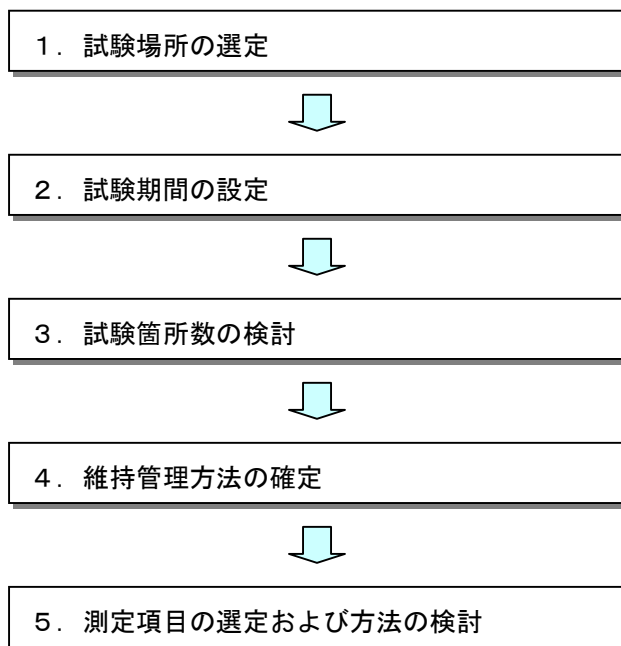 １．試験場所の選定
２．試験期間の設定
３．試験箇所数の検討
４．維持管理方法の確定
５．測定項目の選定および方法の検討